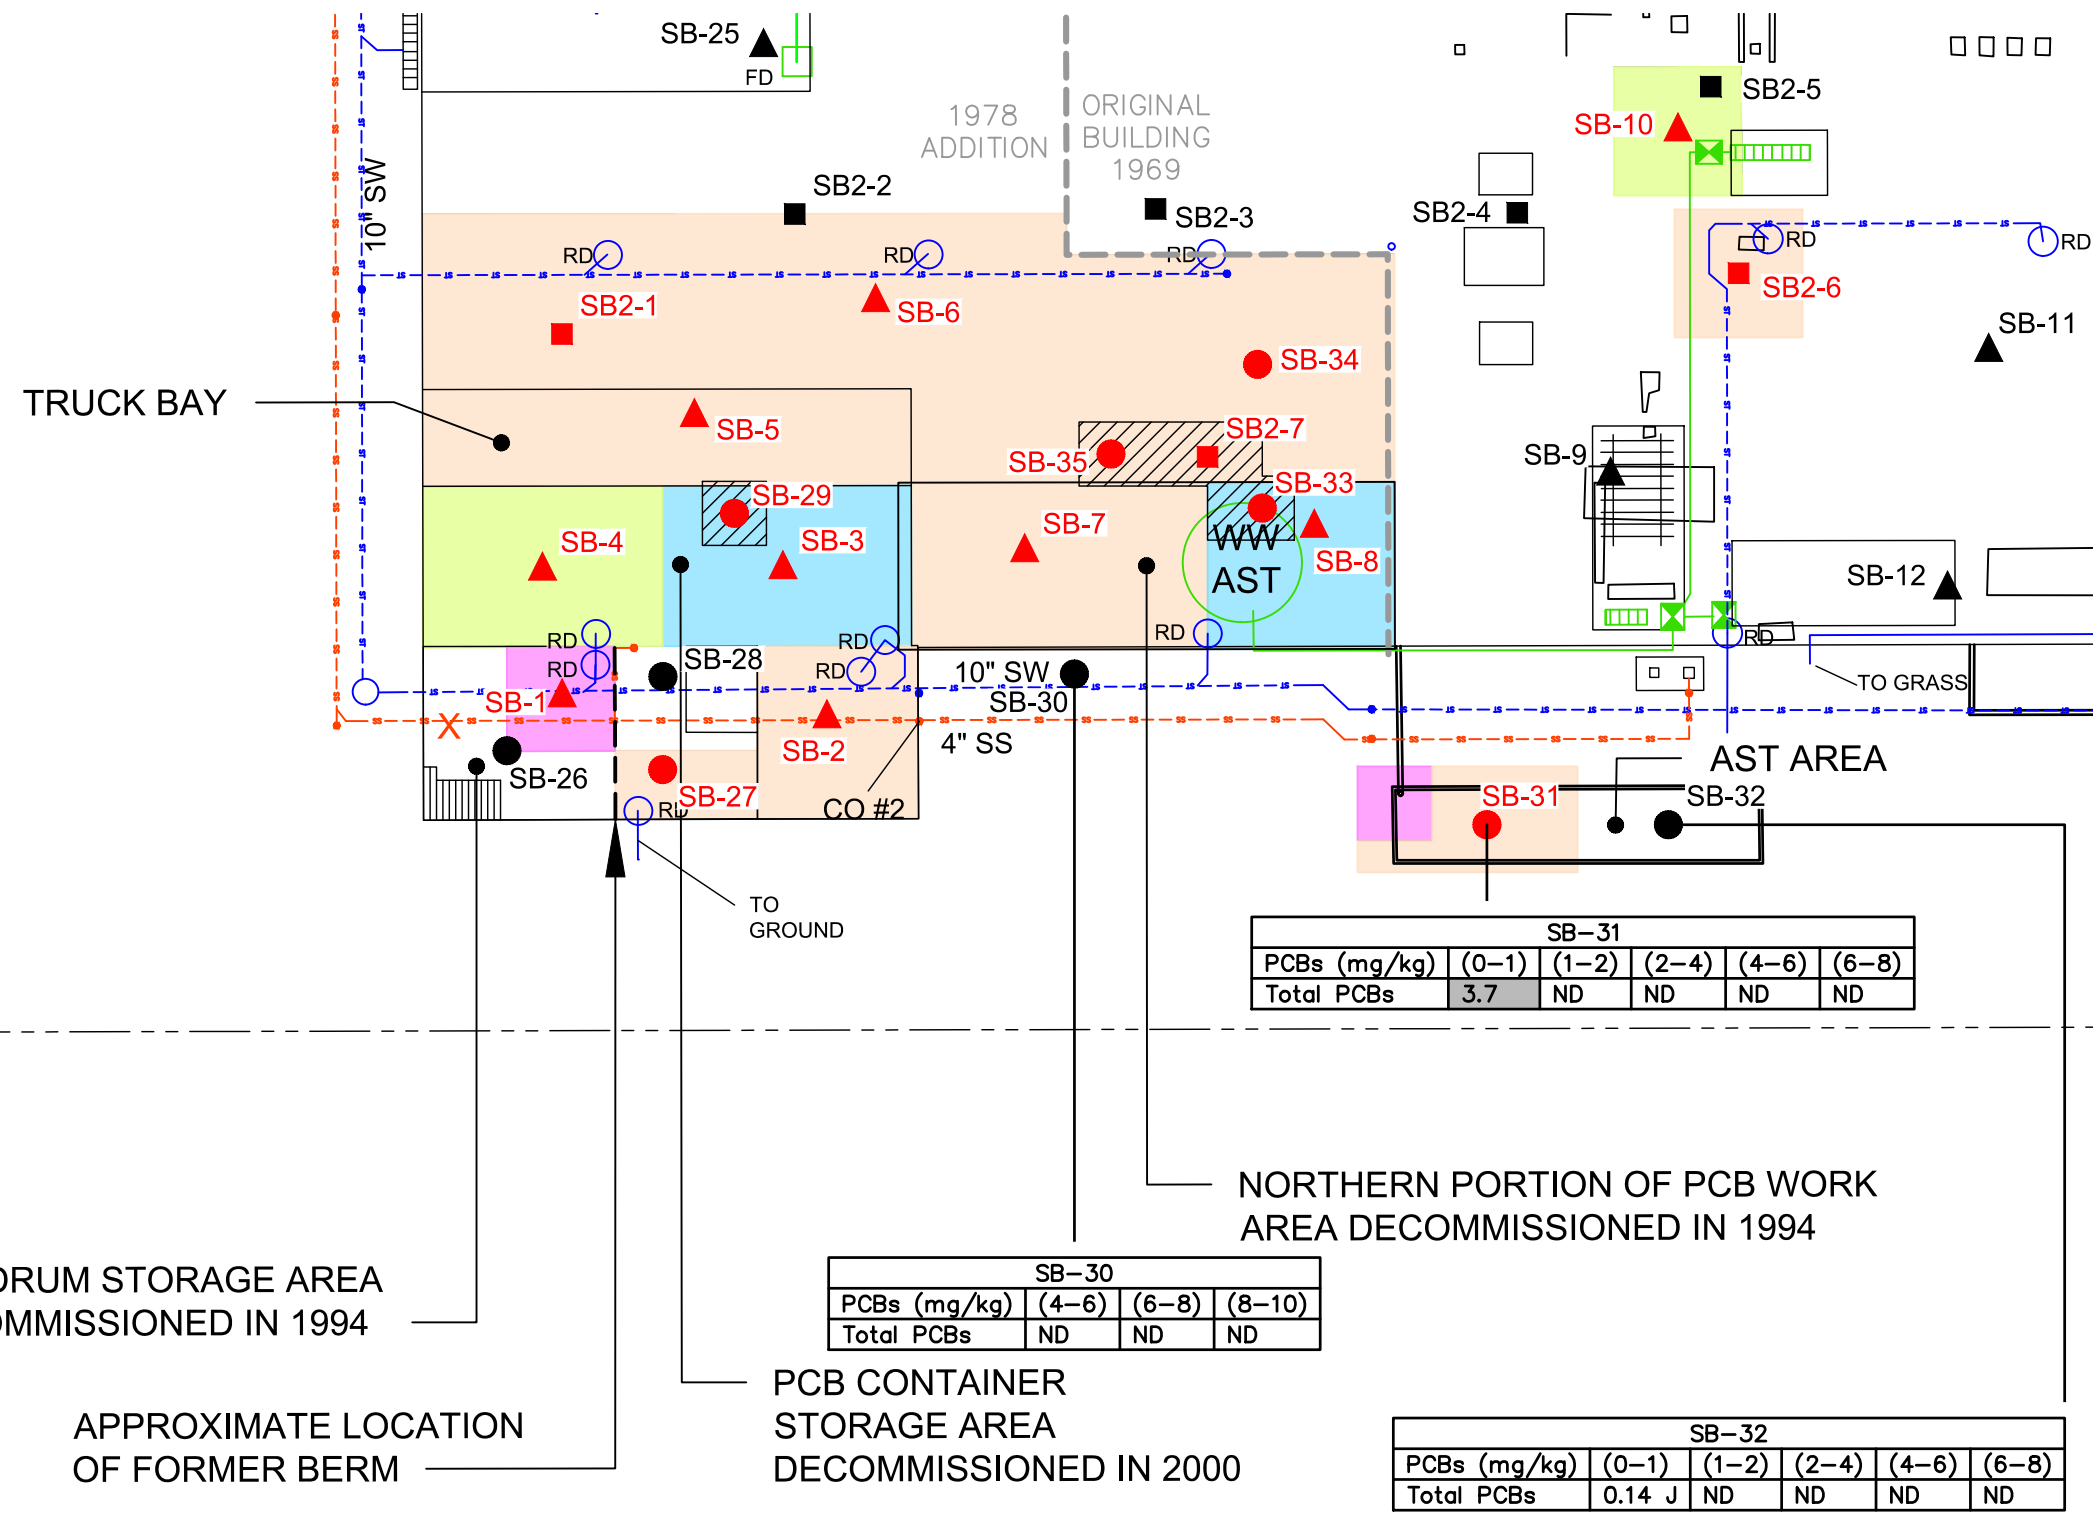 SB-25
FD
1978
ADDITION
ORIGINAL
BUILDING
1969
SB2-5
SB-10
10" SW
SB2-2
SB2-3
SB2-4
RD
RD
RD
RD
RD
SB2-1
SB-6
SB2-6
SB-11
SB-34
TRUCK BAY
SB-5
SB2-7
SB-35
SB-9
SB-29
SB-33
SB-4
SB-3
SB-7
WW
AST
SB-8
SB-12
RD
RD
RD
RD
RD
RD
SB-28
SB-1
10" SW
SB-30
TO GRASS
X
SB-2
4" SS
AST AREA
SB-26
SB-27
RD
CO #2
SB-31
SB-32
TO
GROUND
SB-31
PCBs (mg/kg) (0-1) (1-2) (2-4) (4-6) (6-8)
Total PCBs 3.7 ND ND ND ND
NORTHERN PORTION OF PCB WORK
AREA DECOMMISSIONED IN 1994
DRUM STORAGE AREA
OMMISSIONED IN 1994
SB-30
PCBs (mg/kg) (4-6) (6-8) (8-10)
Total PCBs ND ND ND
PCB CONTAINER
STORAGE AREA
DECOMMISSIONED IN 2000
APPROXIMATE LOCATION
OF FORMER BERM
SB-32
PCBs (mg/kg) (0-1) (1-2) (2-4) (4-6) (6-8)
Total PCBs 0.14 J ND ND ND ND